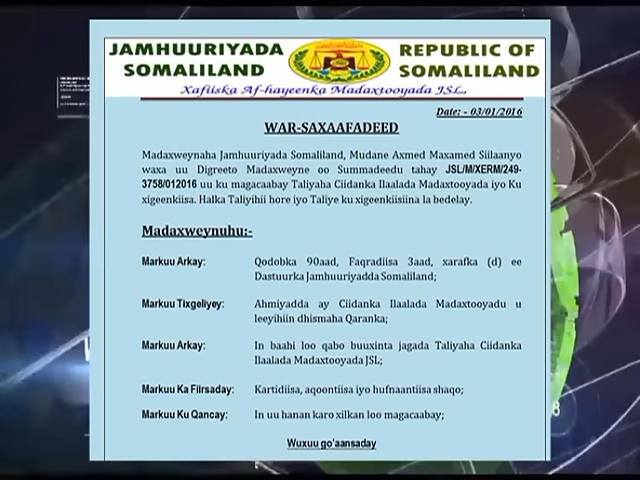 JAMHUURIYADA REPUBLIC OF
SOMALILAND SOMALILAND
Xafiiska Af-hayeenka Madaxtooyada JSL,
Date: - 03/01/2016
WAR-SAXAAFADEED
Madaxweynaha Jamhuuriyada Somaliland, Mudane Axmed Maxamed Siilaanyo
waxa uu Digreeto Madaxweyne oo Summadeedu tahay JSL/M/XERM/249-
3758/012016 uu ku magacaabay Taliyaha Ciidanka Ilaalada Madaxtooyada iyo Ku
xigeenkiisa. Halka Taliyihii hore iyo Taliye ku xigeenkiisiina la bedelay.
Madaxweynuhu:-
Markuu Arkay: Qodobka 90aad, Faqradiisa 3aad, xarafka (d) ee
Dastuurka Jamhuuriyadda Somaliland;
Markuu Tixgeliyey: Ahmiyadda ay Ciidanka Ilaalada Madaxtooyadu u
leeyihiin dhismaha Qaranka;
Markuu Arkay: In baahi loo qabo buuxinta jagada Taliyaha Ciidanka
Ilaalada Madaxtooyada JSL;
Markuu Ka Fiirsaday: Kartidiisa, aqoontiisa iyo hufnaantiisa shaqo;
Markuu Ku Qancay: In uu hanan karo xilkan loo magacaabay;
Wuxuu go'aansaday